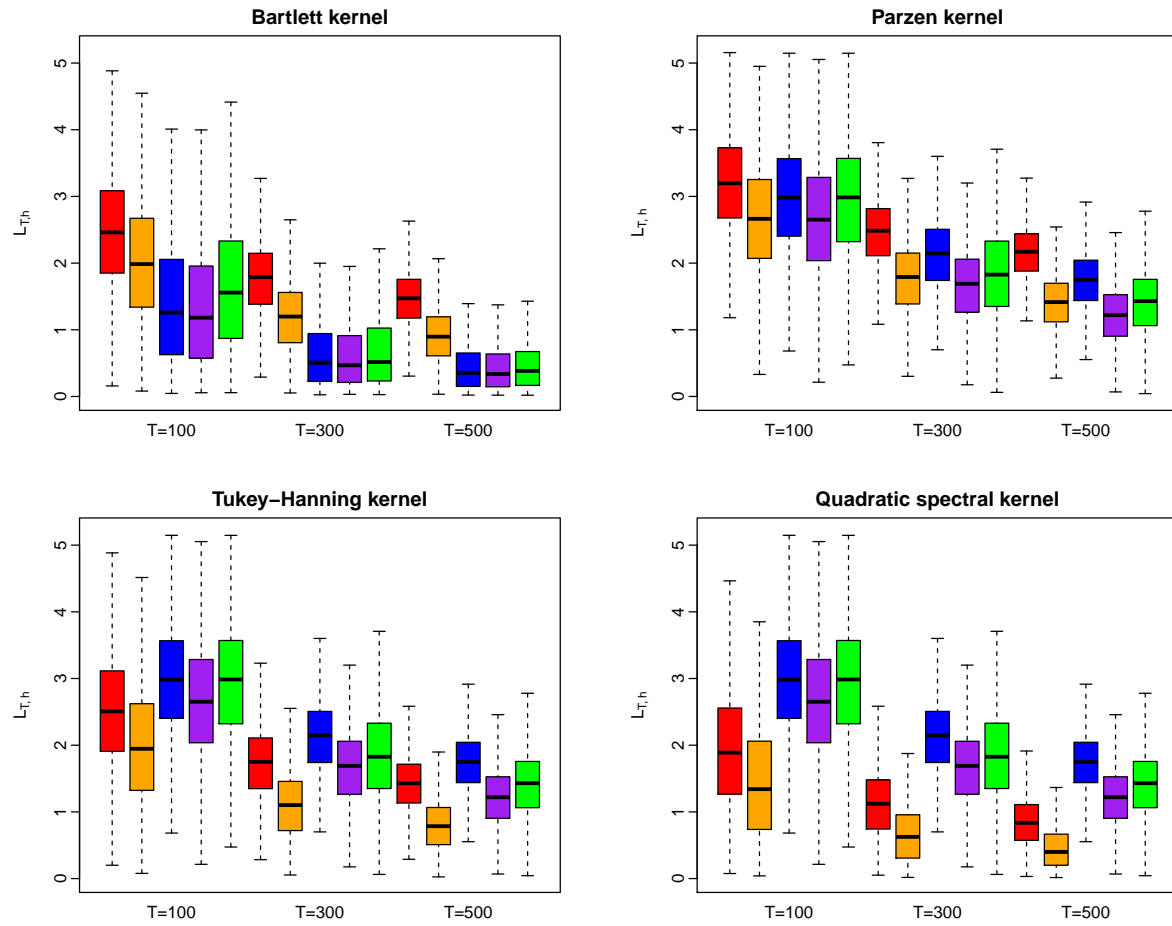 Bartlett kernel
L_{T,h}
5
4
3
2
1
0
T=100 T=300 T=500
Parzen kernel
L_{T, h}
5
4
3
2
1
0
T=100 T=300 T=500
Tukey−Hanning kernel
L_{T, h}
5
4
3
2
1
0
T=100 T=300 T=500
Quadratic spectral kernel
L_{T, h}
5
4
3
2
1
0
T=100 T=300 T=500